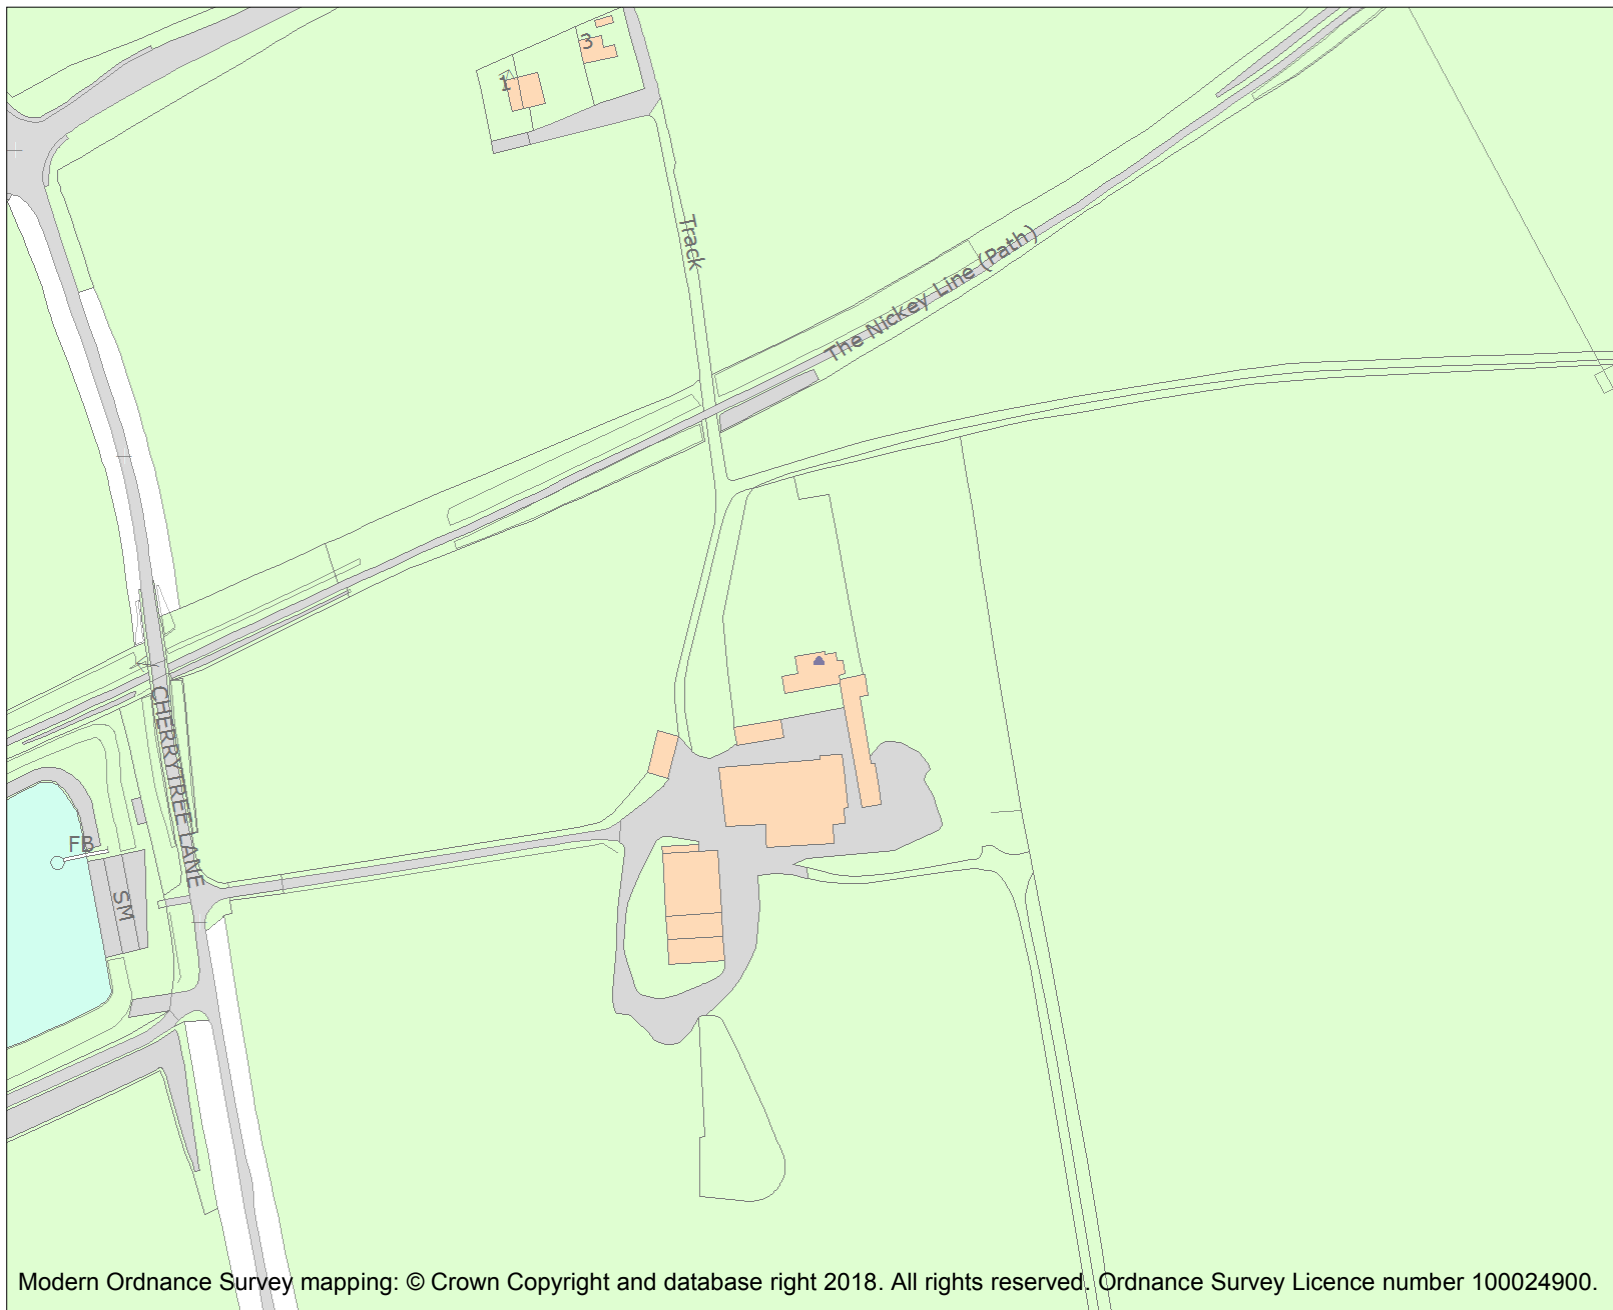 3
1
Track
The Nickey Line (Path)
CHERRYTREE LANE
FB
SM
Modern Ordnance Survey mapping: © Crown Copyright and database right 2018. All rights reserved. Ordnance Survey Licence number 100024900.